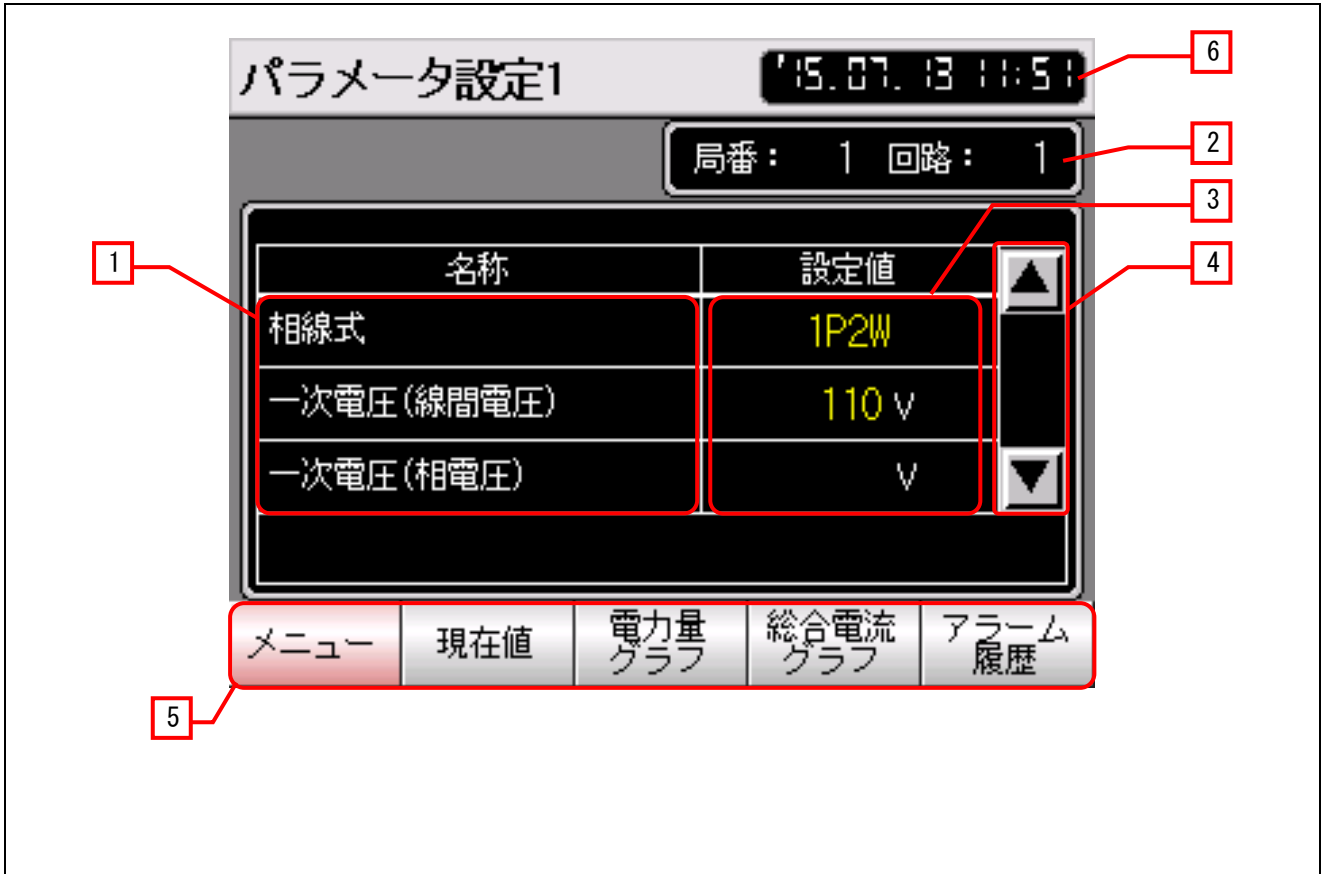 パラメータ設定1
'15.07.13 11:51
6
局番： 1 回路： 1
2
3
1
名称 設定値
4
相線式 1P2W
一次電圧(線間電圧) 110 V
一次電圧(相電圧) V
メニュー 現在値 電力量グラフ 総合電流グラフ アラーム履歴
5